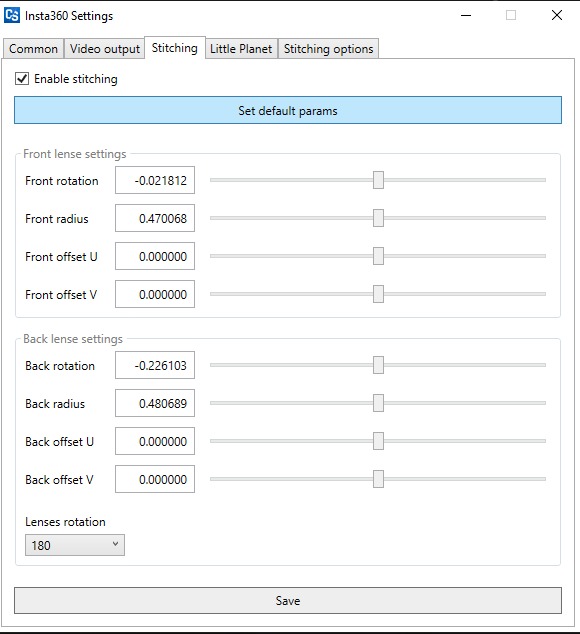 CS Insta360 Settings
Common Video output Stitching Little Planet Stitching options
Enable stitching
Set default params
Front lense settings
Front rotation -0.021812
Front radius 0.470068
Front offset U 0.000000
Front offset V 0.000000
Back lense settings
Back rotation -0.226103
Back radius 0.480689
Back offset U 0.000000
Back offset V 0.000000
Lenses rotation
180
Save